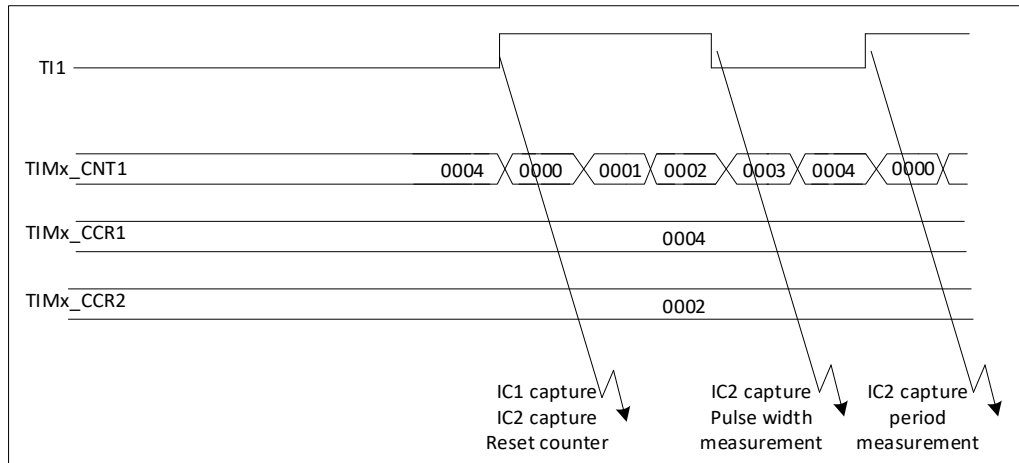 TI1
TIMx_CNT1
0004 0000 0001 0002 0003 0004 0000
TIMx_CCR1
0004
TIMx_CCR2
0002
IC1 capture
IC2 capture
Reset counter
IC2 capture
Pulse width
measurement
IC2 capture
period
measurement